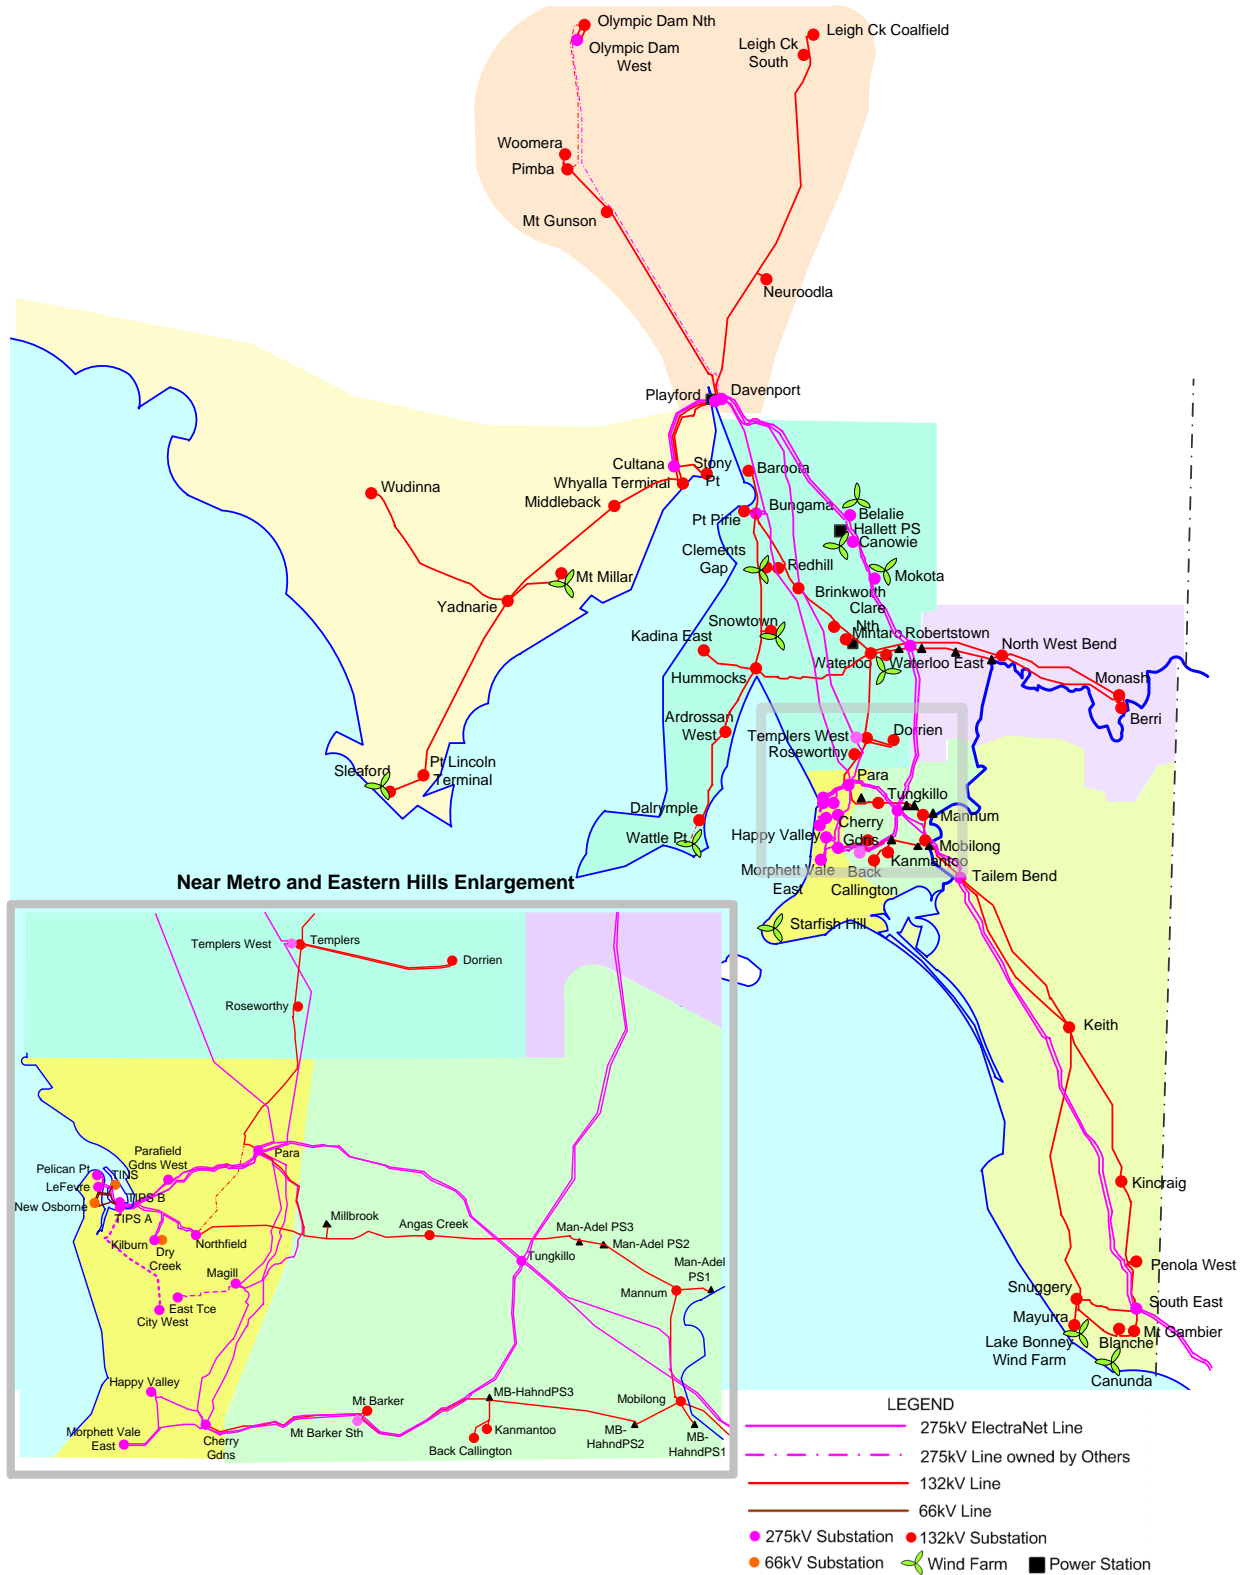 Olympic Dam Nth
Olympic Dam
West
Leigh Ck Coalfield
Leigh Ck
South
Woomera
Pimba
Mt Gunson
Neuroodla
Playford
Davenport
Cultana
Stony
Pt
Whyalla Terminal
Middleback
Wudinna
Baroota
Bungama
Pt Pirie
Belalie
Hallett PS
Canowie
Clements
Gap
Redhill
Mokota
Mt Millar
Yadnarie
Brinkworth
Clare
Nth
Snowtown
Kadina East
Mintaro
Robertstown
North West Bend
Waterloo
Waterloo East
Hummocks
Monash
Berri
Ardrossan
West
Templers West
Dorrien
Roseworthy
Sleaford
Pt Lincoln
Terminal
Para
Tungkillo
Dalrymple
Mannum
Wattle Pt
Happy Valley
Cherry
Gdns
Mobilong
Kanmantoo
Morphett Vale
East
Back
Callington
Tailem Bend
Near Metro and Eastern Hills Enlargement
Starfish Hill
Templers West
Templers
Dorrien
Roseworthy
Keith
Parafield
Gdns West
Para
Pelican Pt
TINS
LeFevre
New Osborne
TIPS B
TIPS A
Millbrook
Angas Creek
Man-Adel PS3
Man-Adel PS2
Kilburn
Dry
Creek
Northfield
Tungkillo
Man-Adel
PS1
Magill
Mannum
East Tce
City West
Kincraig
Penola West
Snuggery
South East
Mayurra
Mt Gambier
Lake Bonney
Wind Farm
Blanche
Canunda
Happy Valley
Mt Barker
MB-HahndPS3
Mobilong
Morphett Vale
East
Cherry
Gdns
Mt Barker Sth
Kanmantoo
Back Callington
MB-
HahndPS2
MB-
HahndPS1
LEGEND
275kV ElectraNet Line
275kV Line owned by Others
132kV Line
66kV Line
275kV Substation
132kV Substation
66kV Substation
Wind Farm
Power Station